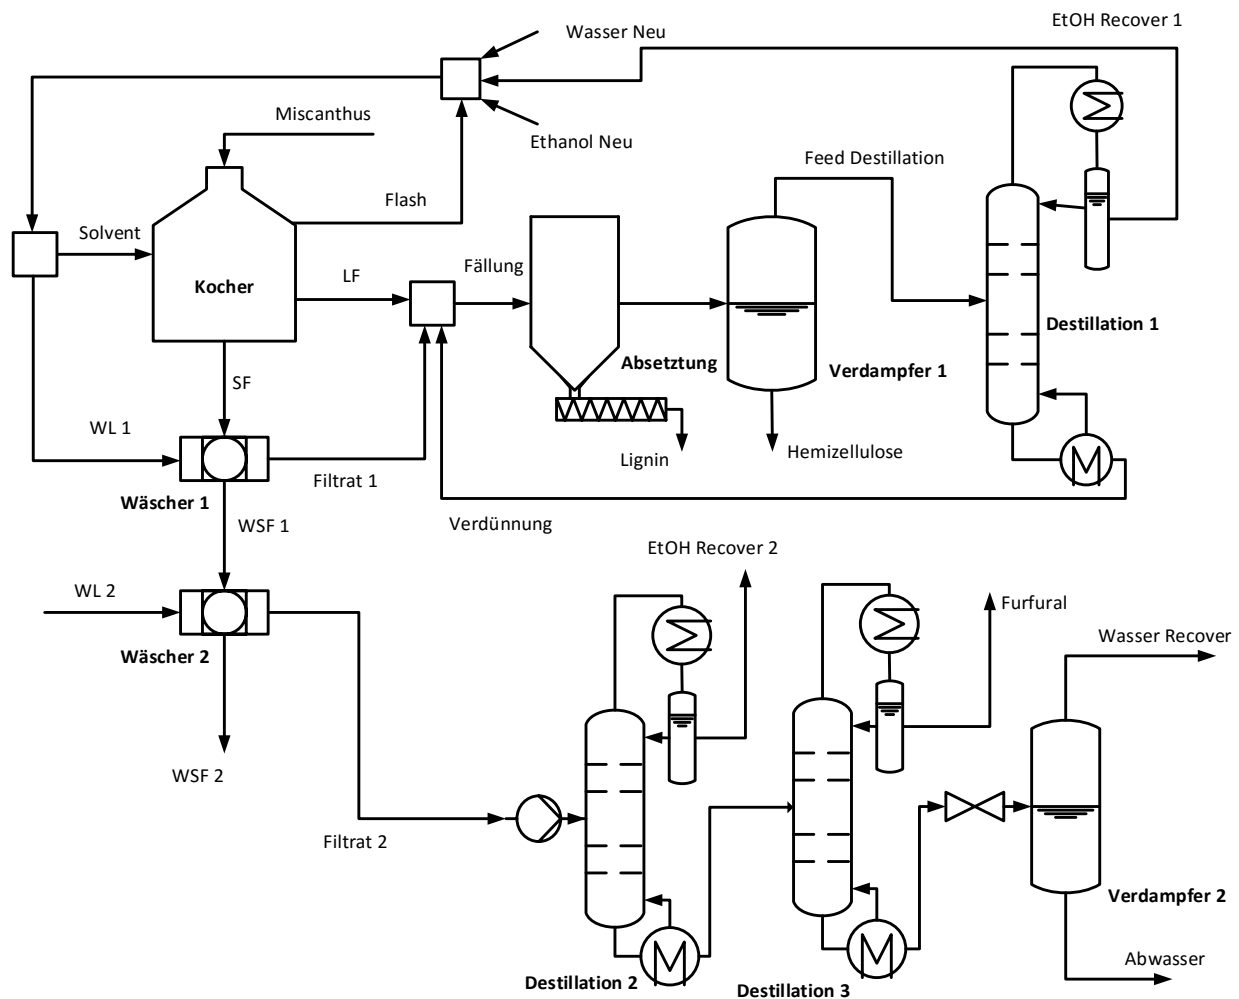 EtOH Recover 1
Wasser Neu
Miscanthus
Ethanol Neu
Feed Destillation
Flash
Solvent
Fällung
LF
Kocher
Destillation 1
Absetztung
Verdampfer 1
SF
WL 1
Hemizellulose
Lignin
Filtrat 1
Wäscher 1
WSF 1
Verdünnung
EtOH Recover 2
WL 2
Furfural
Wasser Recover
Wäscher 2
WSF 2
Filtrat 2
Verdampfer 2
Abwasser
Destillation 2
Destillation 3